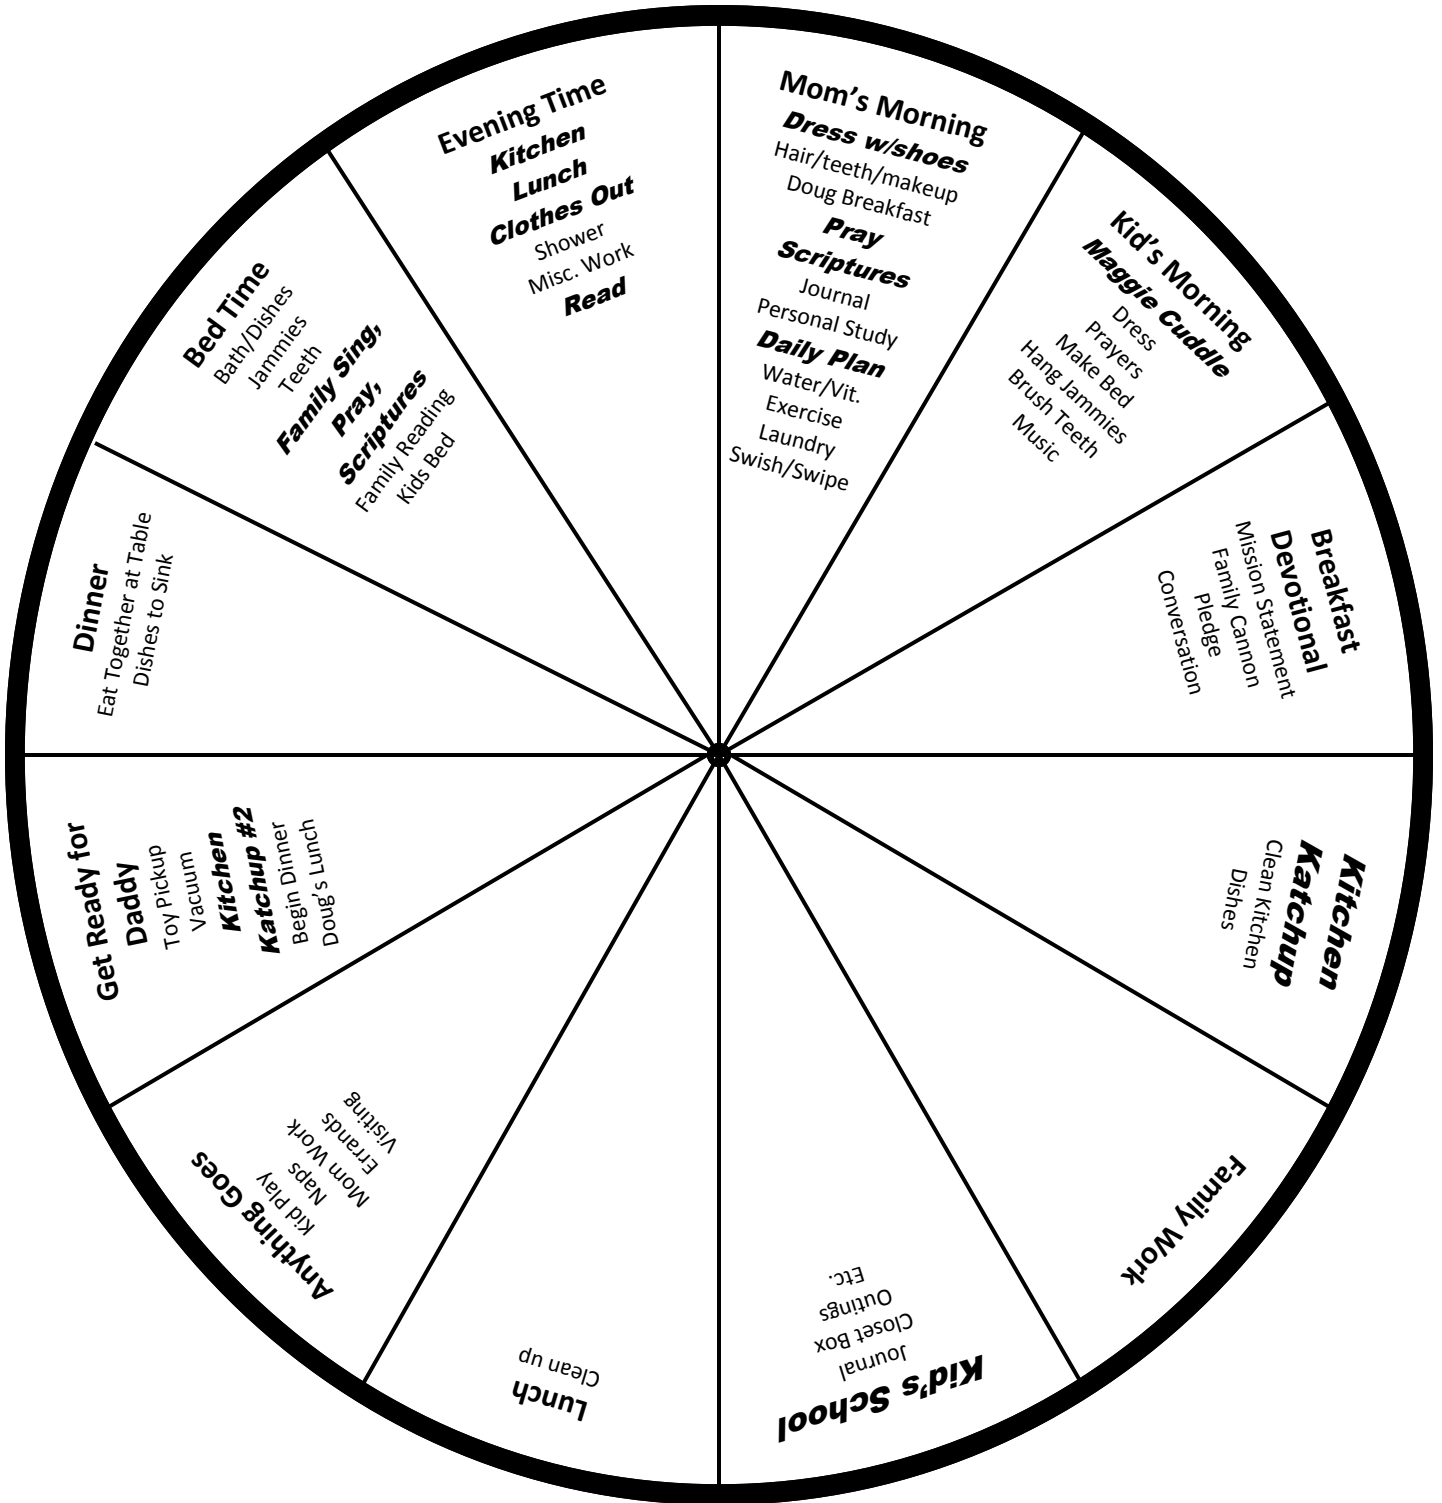 Mom's Morning
Dress w/shoes
Hair/teeth/makeup
Doug Breakfast
Pray
Scriptures
Journal
Personal Study
Daily Plan
Water/Vit.
Exercise
Laundry
Swish/Swipe
Kid's Morning
Maggie Cuddle
Dress
Prayers
Make Bed
Hang Jammies
Brush Teeth
Music
Breakfast
Devotional
Mission Statement
Family Cannon
Pledge
Conversation
Kitchen
Katchup
Clean Kitchen
Dishes
Family Work
Kid's School
Journal
Closet Box
Outings
Etc.
Lunch
Clean up
Anything Goes
Kid Play
Naps
Mom Work
Errands
Visiting
Get Ready for
Daddy
Toy Pickup
Vacuum
Kitchen
Katchup #2
Begin Dinner
Doug's Lunch
Dinner
Eat Together at Table
Dishes to Sink
Bed Time
Bath/Dishes
Jammies
Teeth
Family Sing,
Pray,
Scriptures
Family Reading
Kids Bed
Evening Time
Kitchen
Lunch
Clothes Out
Shower
Misc. Work
Read